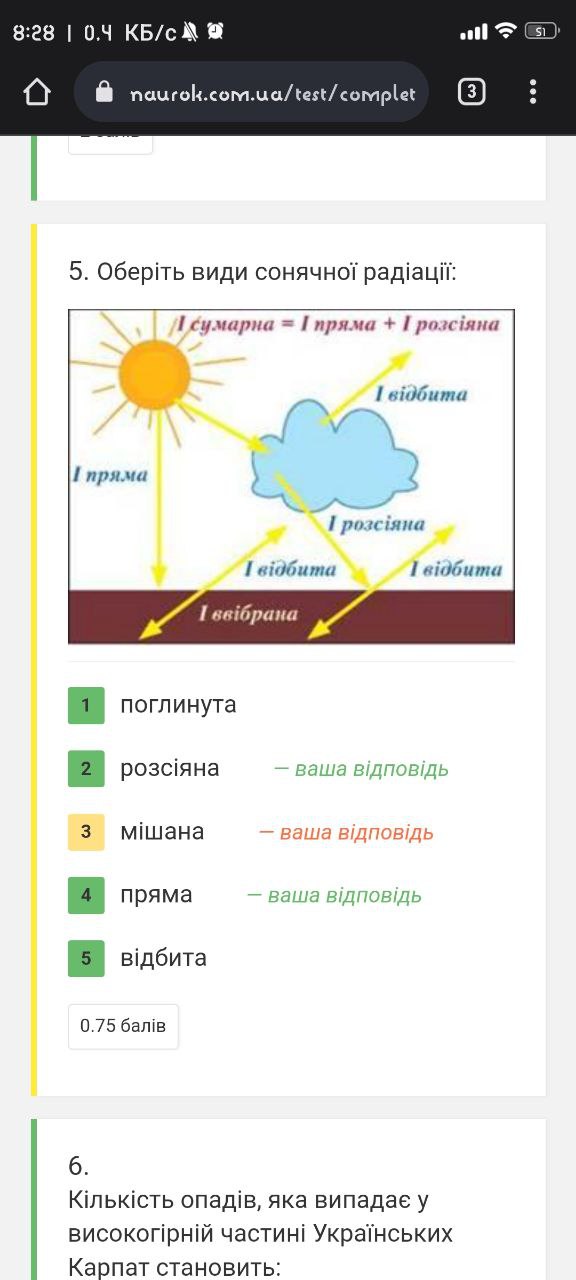 8:28 | 0.4 КБ/с
51
naurok.com.ua/test/complet
3
5. Оберіть види сонячної радіації:
І сумарна = І пряма + І розсіяна
І відбита
І пряма
І розсіяна
І відбита
І відбита
І ввібрана
1 поглинута
2 розсіяна – ваша відповідь
3 мішана – ваша відповідь
4 пряма – ваша відповідь
5 відбита
0.75 балів
6.
Кількість опадів, яка випадає у
високогірній частині Українських
Карпат становить: